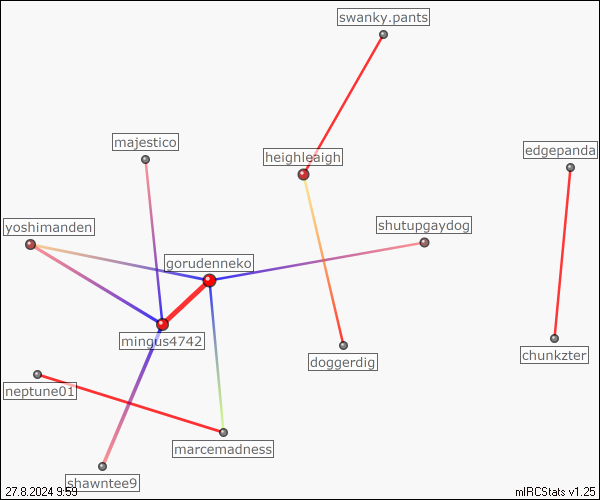 swanky.pants
majestico
edgepanda
heighleaigh
yoshimanden
shutupgaydog
gorudenneko
mingus4742
chunkzter
doggerdig
neptune01
marcemadness
shawntee9
27.8.2024 9:59
mIRCStats v1.25